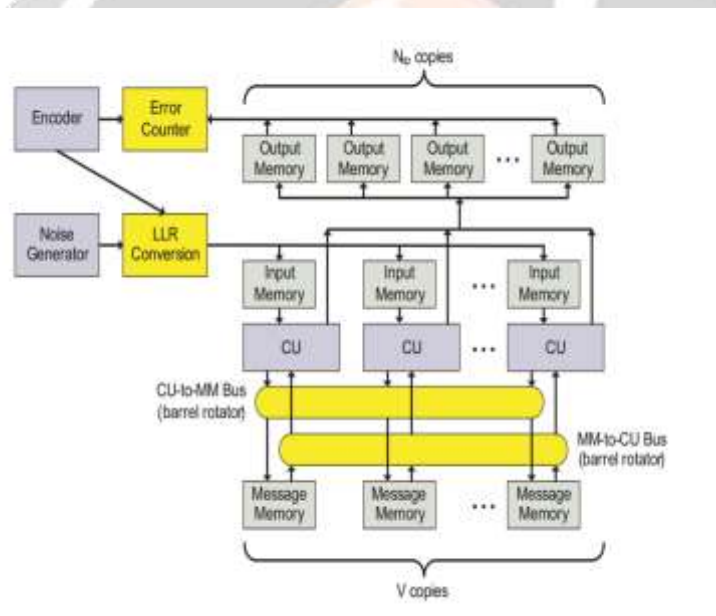 copies
Encoder
Error
Counter
Output
Memory
Output
Memory
Output
Memory
...
Output
Memory
Noise
Generator
LLR
Conversion
Input
Memory
Input
Memory
...
Input
Memory
CU
CU
...
CU
CU-to-MM Bus
(barrel rotator)
MM-to-CU Bus
(barrel rotator)
Message
Memory
Message
Memory
...
Message
Memory
V copies